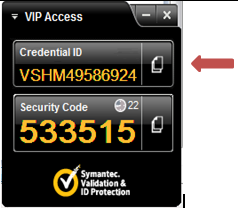 VIP Access
Credential ID
VSHM49586924
Security Code
22
533515
Symantec.
Validation &
ID Protection